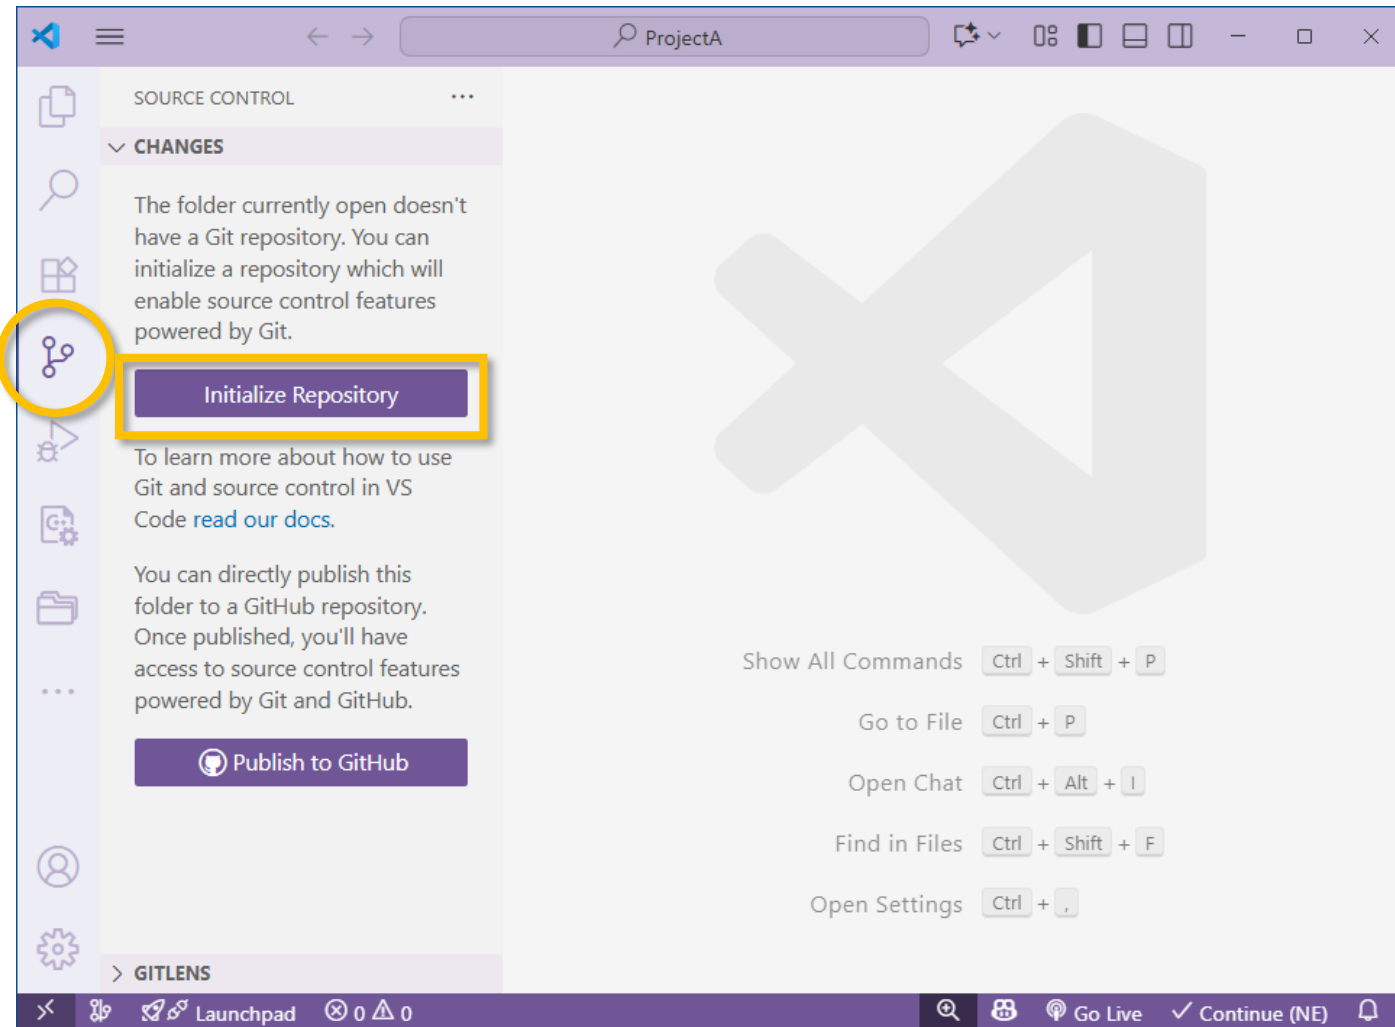 ProjectA
SOURCE CONTROL
CHANGES
The folder currently open doesn't
have a Git repository. You can
initialize a repository which will
enable source control features
powered by Git.
Initialize Repository
To learn more about how to use
Git and source control in VS
Code read our docs.
You can directly publish this
folder to a GitHub repository.
Once published, you'll have
access to source control features
powered by Git and GitHub.
Publish to GitHub
GITLENS
Show All Commands Ctrl + Shift + P
Go to File Ctrl + P
Open Chat Ctrl + Alt + I
Find in Files Ctrl + Shift + F
Open Settings Ctrl + ,
Launchpad 0 0 Go Live Continue (NE)